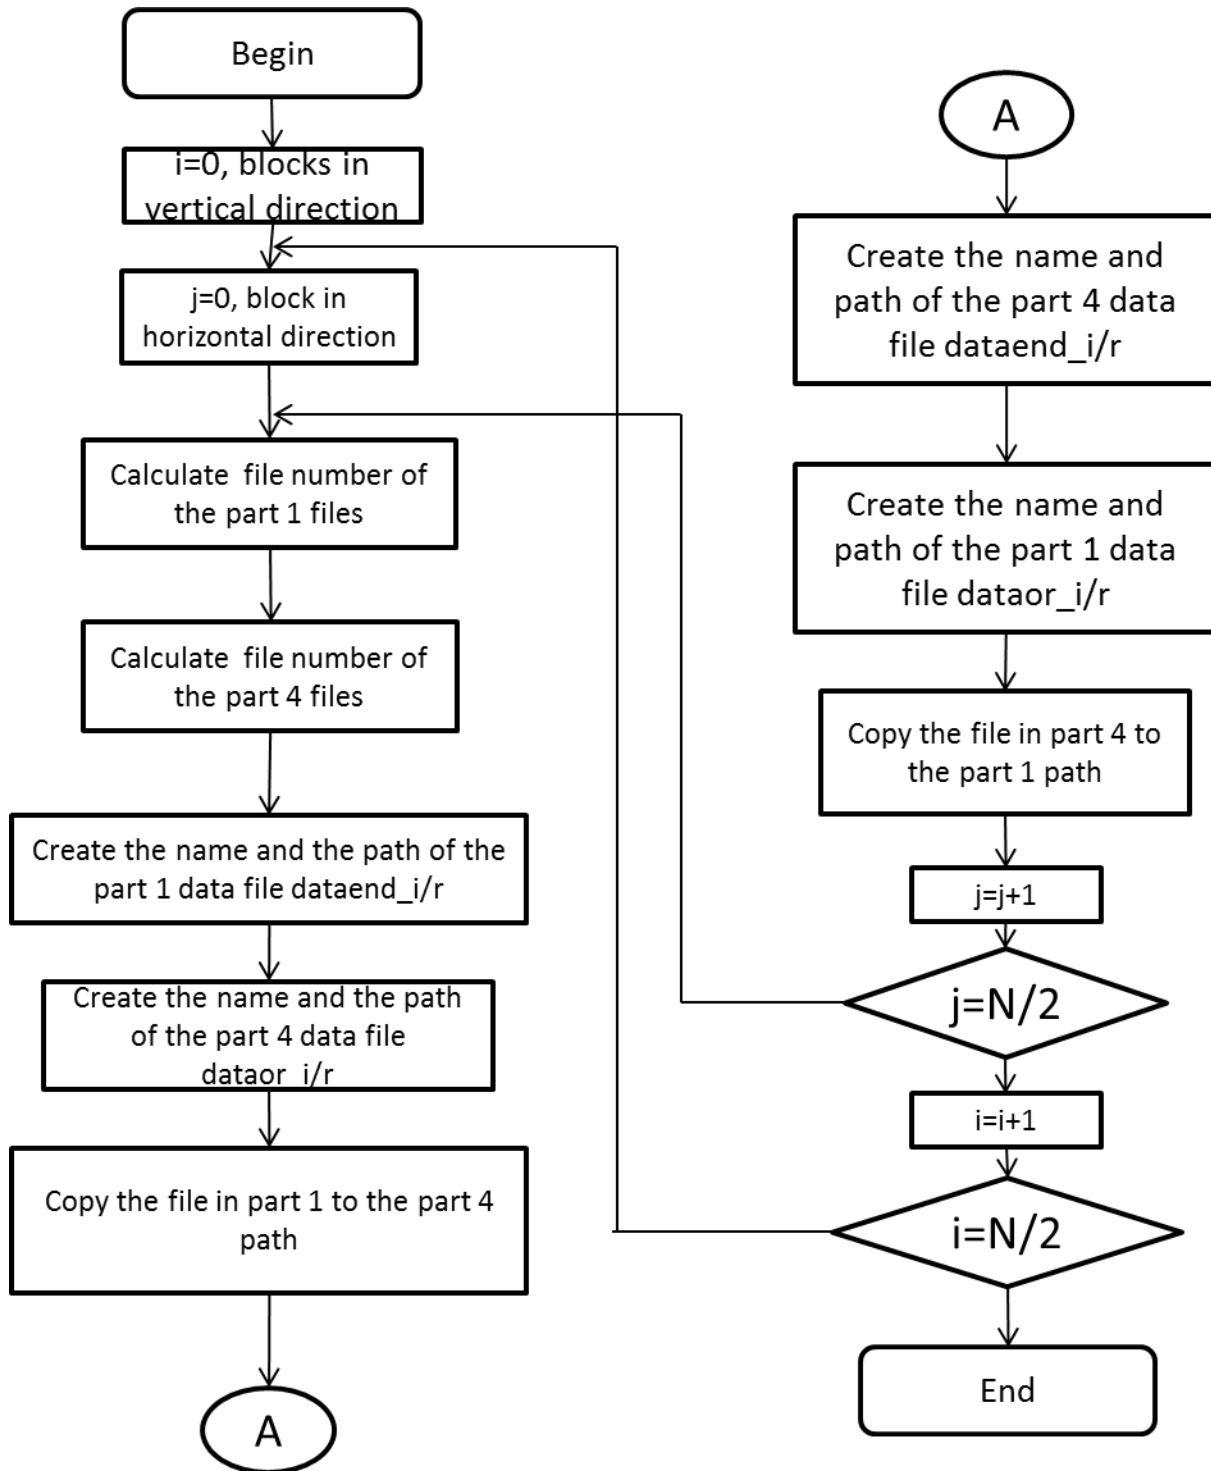 Begin
i=0, blocks in
vertical direction
j=0, block in
horizontal direction
Calculate file number of
the part 1 files
Calculate file number of
the part 4 files
Create the name and the path of the
part 1 data file dataend_i/r
Create the name and the path
of the part 4 data file
dataor_i/r
Copy the file in part 1 to the part 4
path
A
A
Create the name and
path of the part 4 data
file dataend_i/r
Create the name and
path of the part 1 data
file dataor_i/r
Copy the file in part 4 to
the part 1 path
j=j+1
j=N/2
i=i+1
i=N/2
End